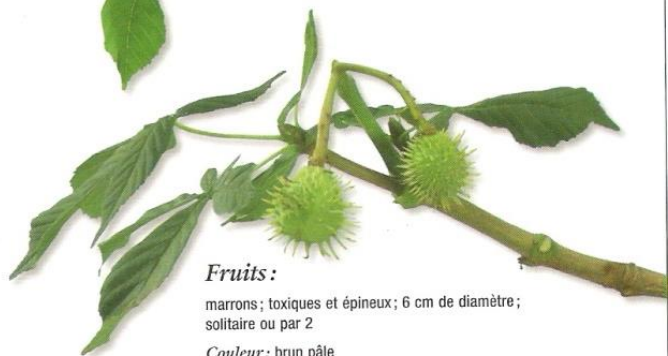 Fruits :
marrons ; toxiques et épineux ; 6 cm de diamètre ;
solitaire ou par 2
Couleur : brun pâle